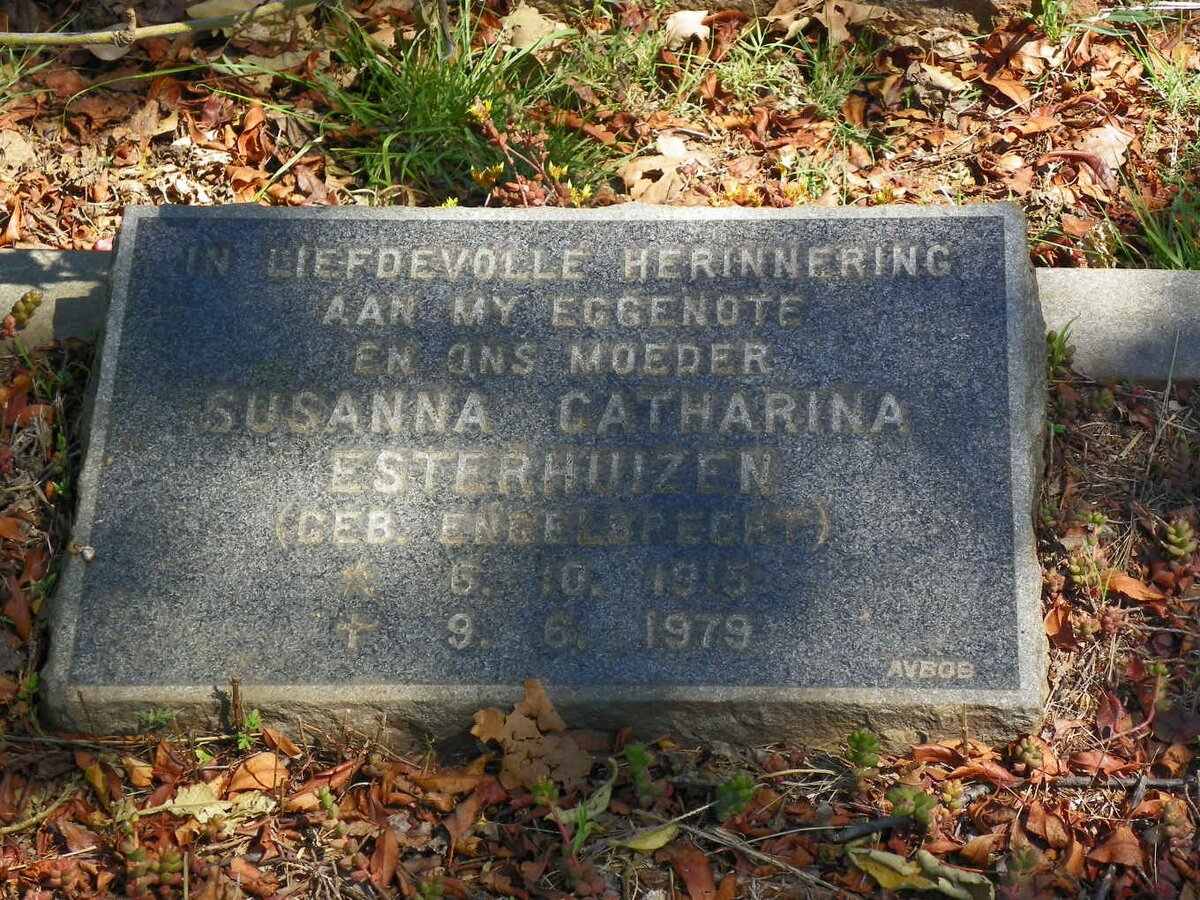 IN LIEFDEVOLLE HERINNERING
AAN MY EGGENOTE
EN ONS MOEDER
SUSANNA CATHARINA
ESTERHUIZEN
(GEB. ENGELBRECHT)
* 6. 10. 1915
† 9. 6. 1979
AVBOB